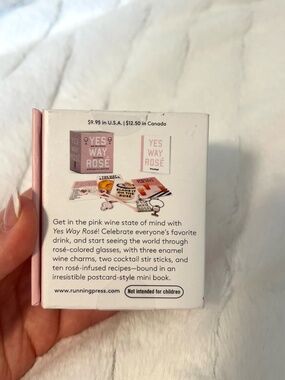 $9.95 in U.S.A. | $12.50 in Canada
YES
WAY
ROSÉ
YES
WAY
ROSÉ
Get in the pink wine state of mind with
Yes Way Rosé! Celebrate everyone's favorite
drink, and start seeing the world through
rosé-colored glasses, with three enamel
wine charms, two cocktail stir sticks, and
ten rosé-infused recipes—bound in an
irresistible postcard-style mini book.
www.runningpress.com
Not intended for children